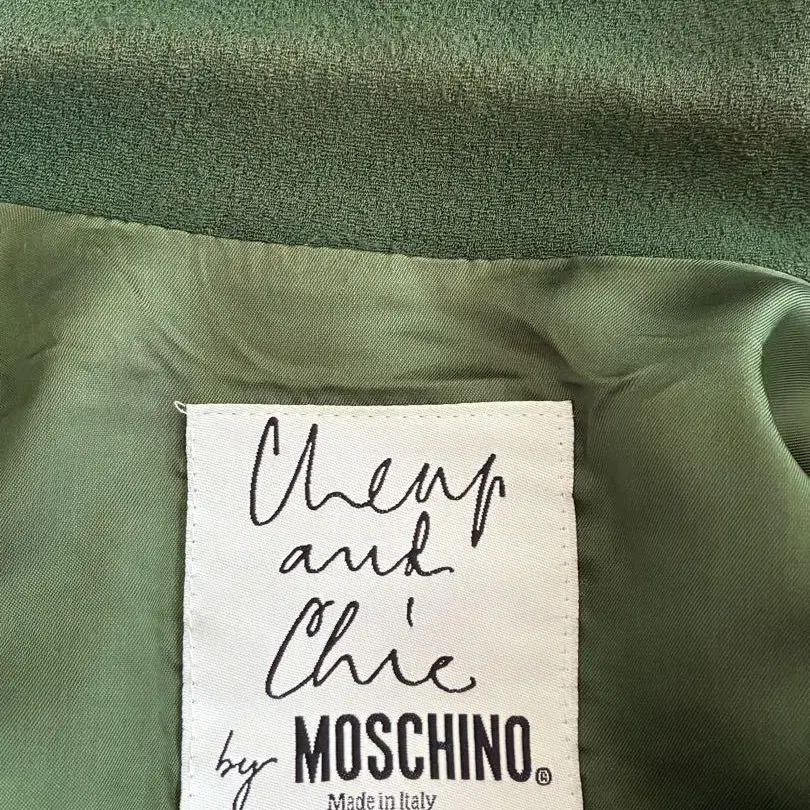 Cheap
and
Chic
by MOSCHINO®
Made in Italy